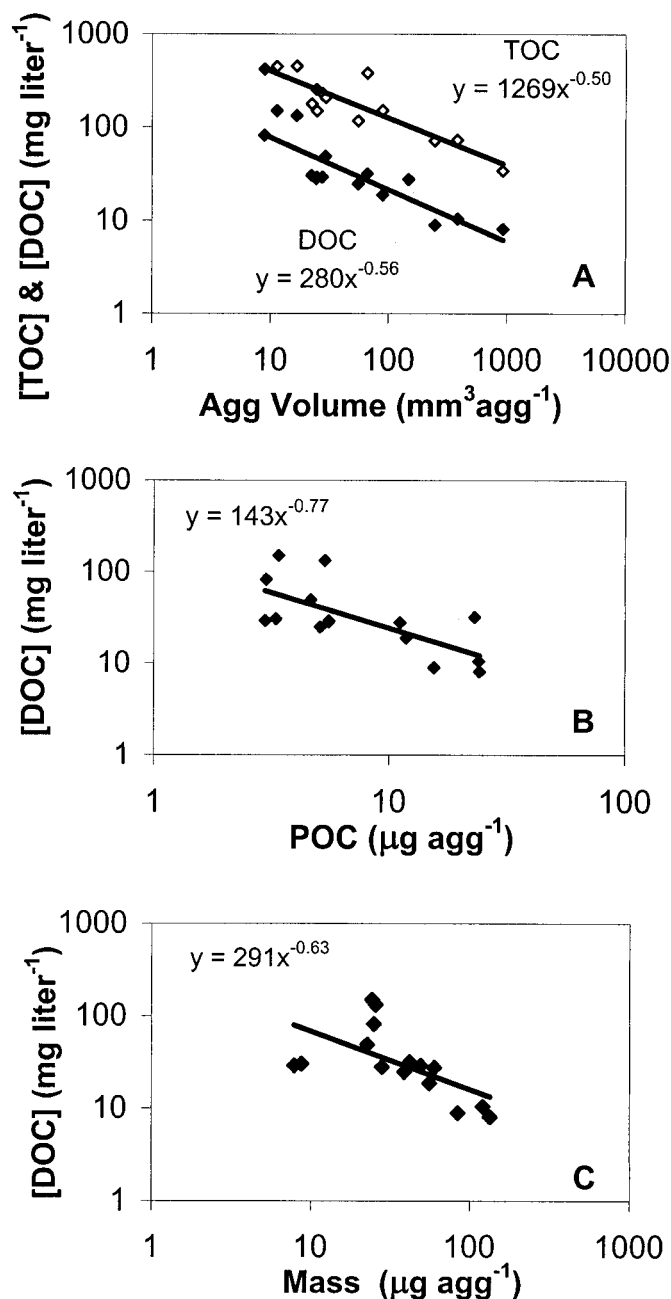 [TOC] & [DOC] (mg liter⁻¹)
1000
100
10
1
TOC
y = 1269x⁻⁰·⁵⁰
DOC
y = 280x⁻⁰·⁵⁶
A
1 10 100 1000 10000
Agg Volume (mm³agg⁻¹)
[DOC] (mg liter⁻¹)
1000
100
10
1
y = 143x⁻⁰·⁷⁷
B
1 10 100
POC (μg agg⁻¹)
[DOC] (mg liter⁻¹)
1000
100
10
1
y = 291x⁻⁰·⁶³
C
1 10 100 1000
Mass (μg agg⁻¹)